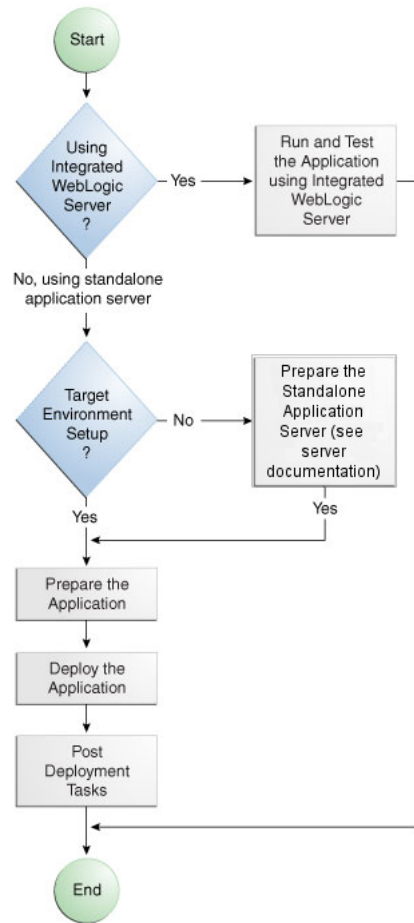 Start
Using
Integrated
WebLogic
Server
?
Yes
Run and Test
the Application
using Integrated
WebLogic
Server
No, using standalone
application server
Target
Environment
Setup
?
No
Prepare the
Standalone
Application
Server (see
server
documentation)
Yes
Yes
Prepare the
Application
Deploy the
Application
Post
Deployment
Tasks
End